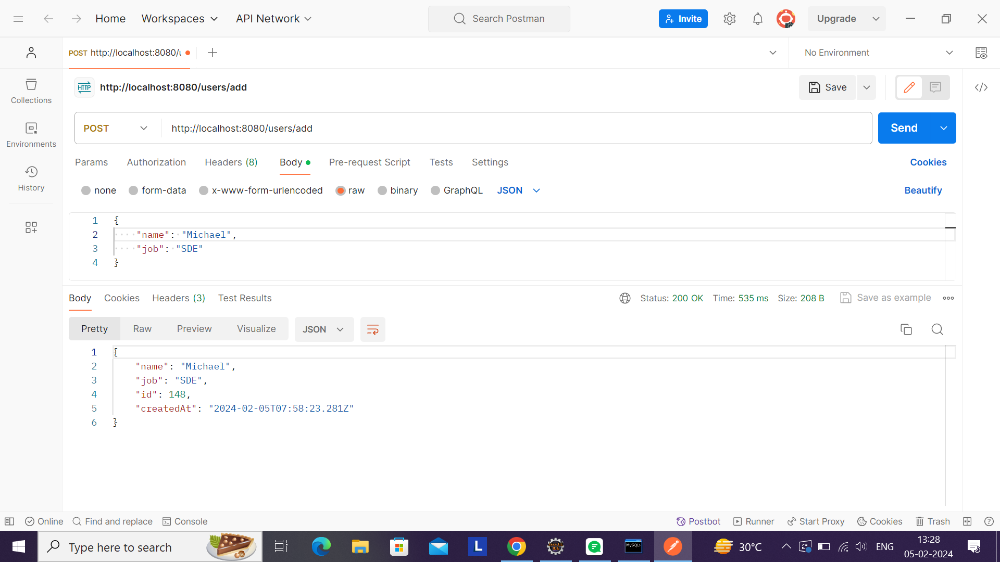 Home Workspaces API Network Search Postman Invite Upgrade
POST http://localhost:8080/u No Environment
HTTP http://localhost:8080/users/add Save
Collections
POST http://localhost:8080/users/add Send
Environments
Params Authorization Headers (8) Body Pre-request Script Tests Settings Cookies
History
none form-data x-www-form-urlencoded raw binary GraphQL JSON Beautify
1 {
2 "name": "Michael",
3 "job": "SDE"
4 }
Body Cookies Headers (3) Test Results Status: 200 OK Time: 535 ms Size: 208 B Save as example
Pretty Raw Preview Visualize JSON
1 {
2 "name": "Michael",
3 "job": "SDE",
4 "id": 148,
5 "createdAt": "2024-02-05T07:58:23.281Z"
6 }
Online Find and replace Console Postbot Runner Start Proxy Cookies Trash
Type here to search L Java EE IDE MySQL 30°C ENG 13:28
05-02-2024